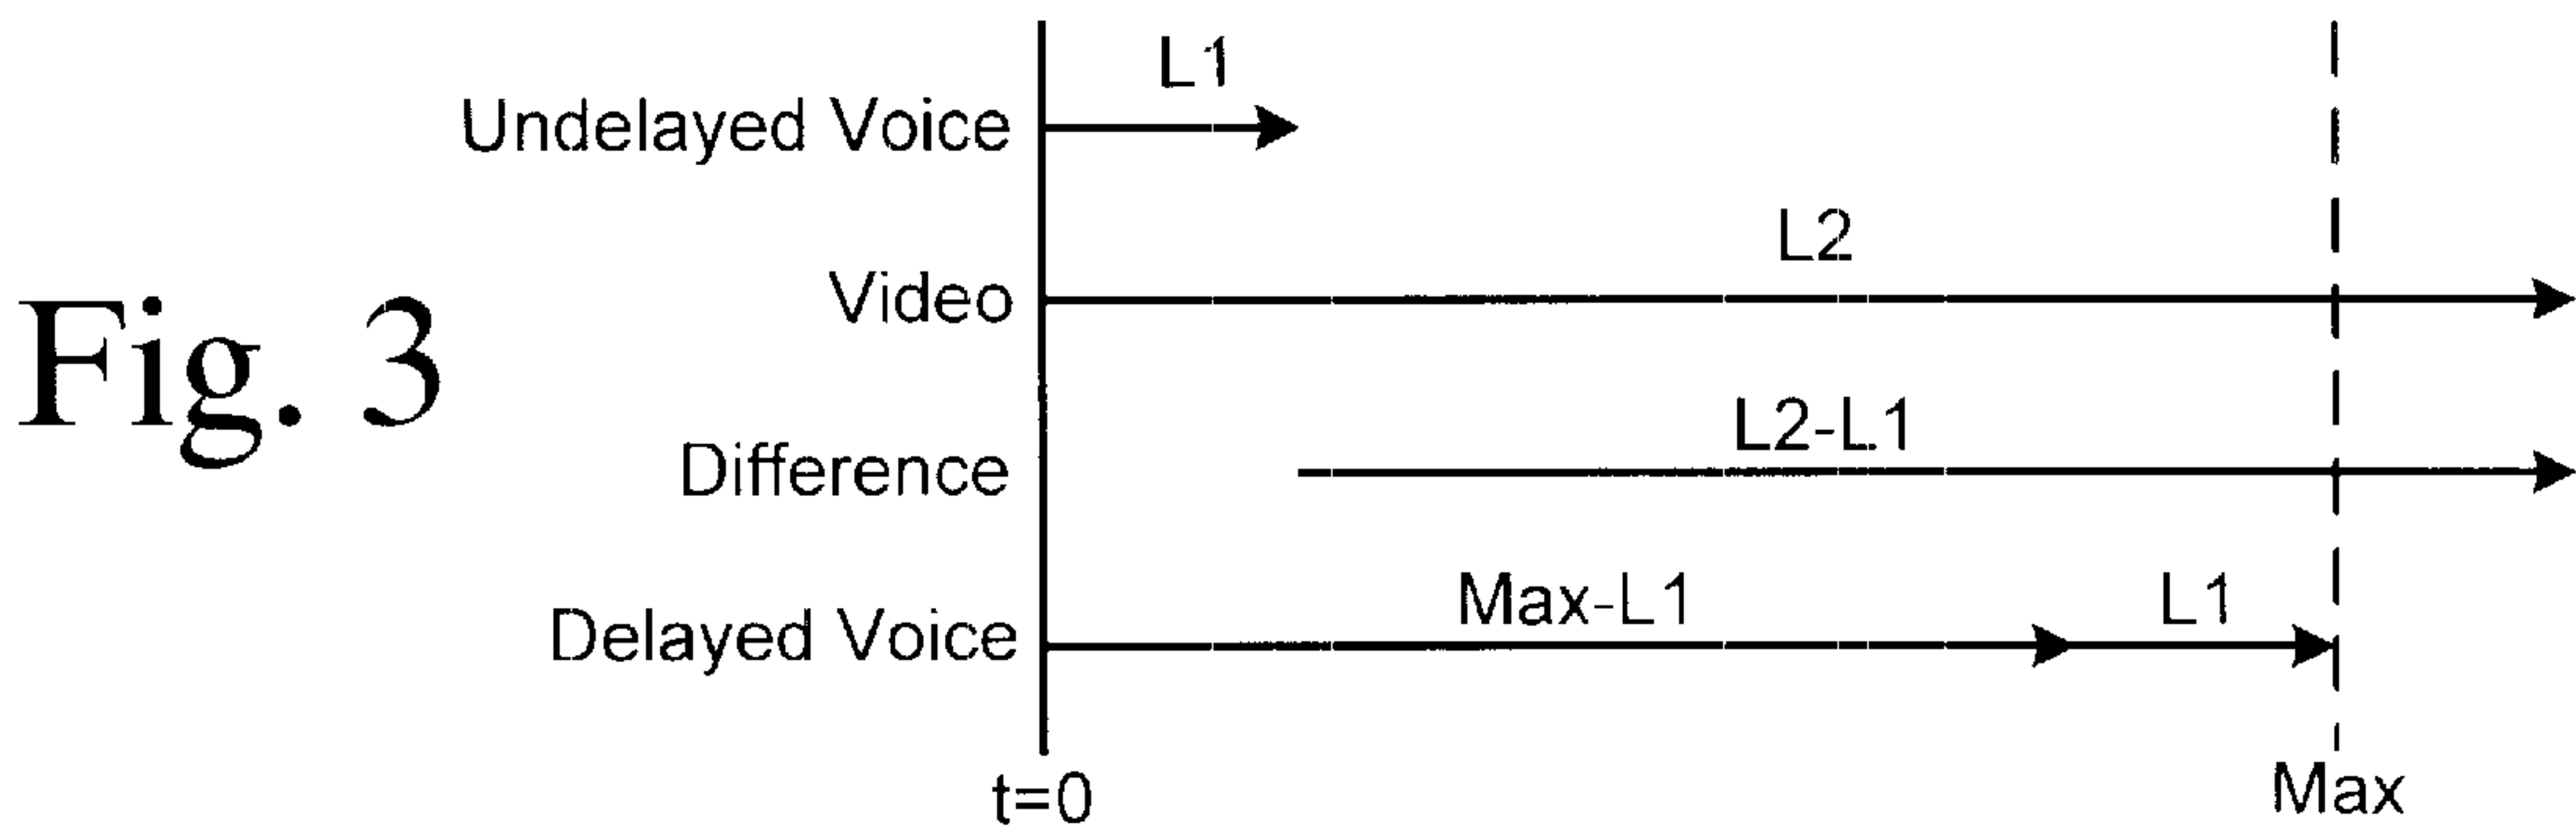 L1
Undelayed Voice
L2
Video
Fig. 3
L2-L1
Difference
Max-L1 L1
Delayed Voice
t=0 Max